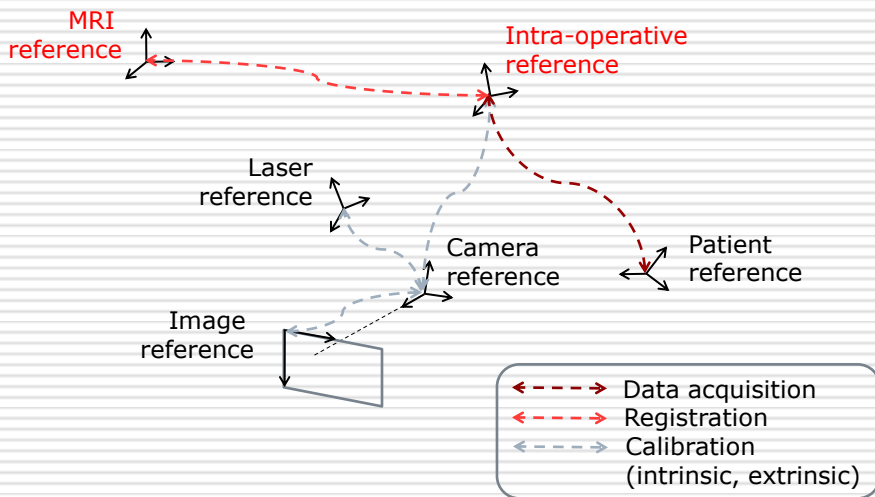 MRI
reference
Intra-operative
reference
Laser
reference
Camera
reference
Patient
reference
Image
reference
Data acquisition
Registration
Calibration
(intrinsic, extrinsic)